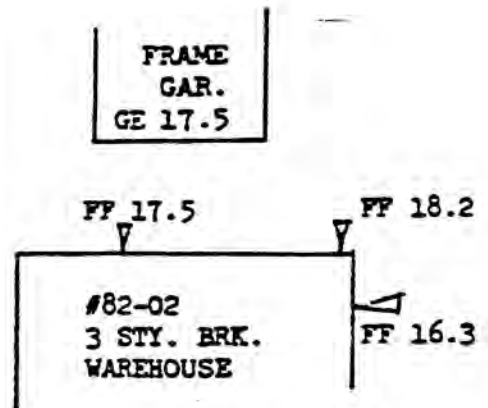 FRAME
GAR.
GE 17.5
FF 17.5
FF 18.2
#82-02
3 STY. BRK.
WAREHOUSE
FF 16.3